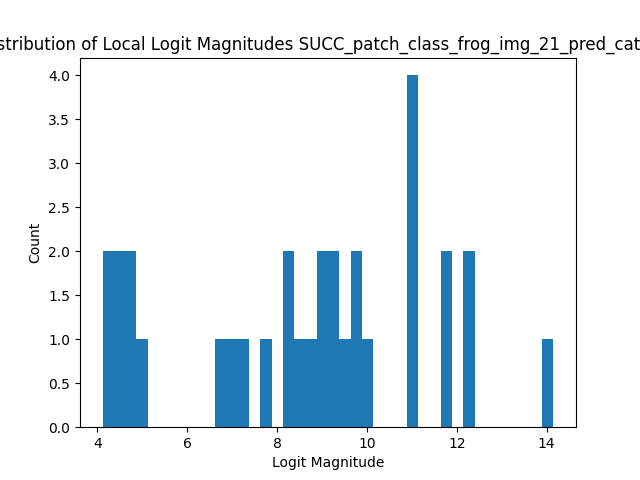 stribution of Local Logit Magnitudes SUCC_patch_class_frog_img_21_pred_cat
4.0
3.5
3.0
2.5
2.0
1.5
1.0
0.5
0.0
Count
4 6 8 10 12 14
Logit Magnitude